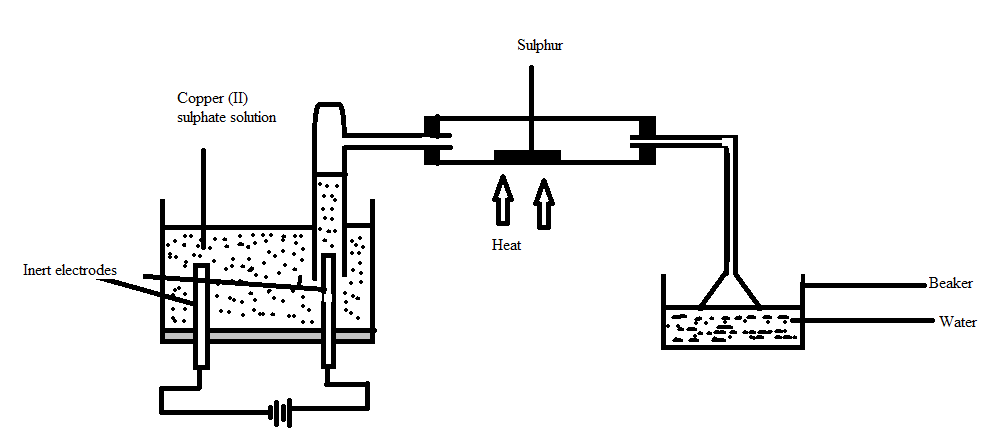 Sulphur
Copper (II)
sulphate solution
Heat
Inert electrodes
Beaker
Water